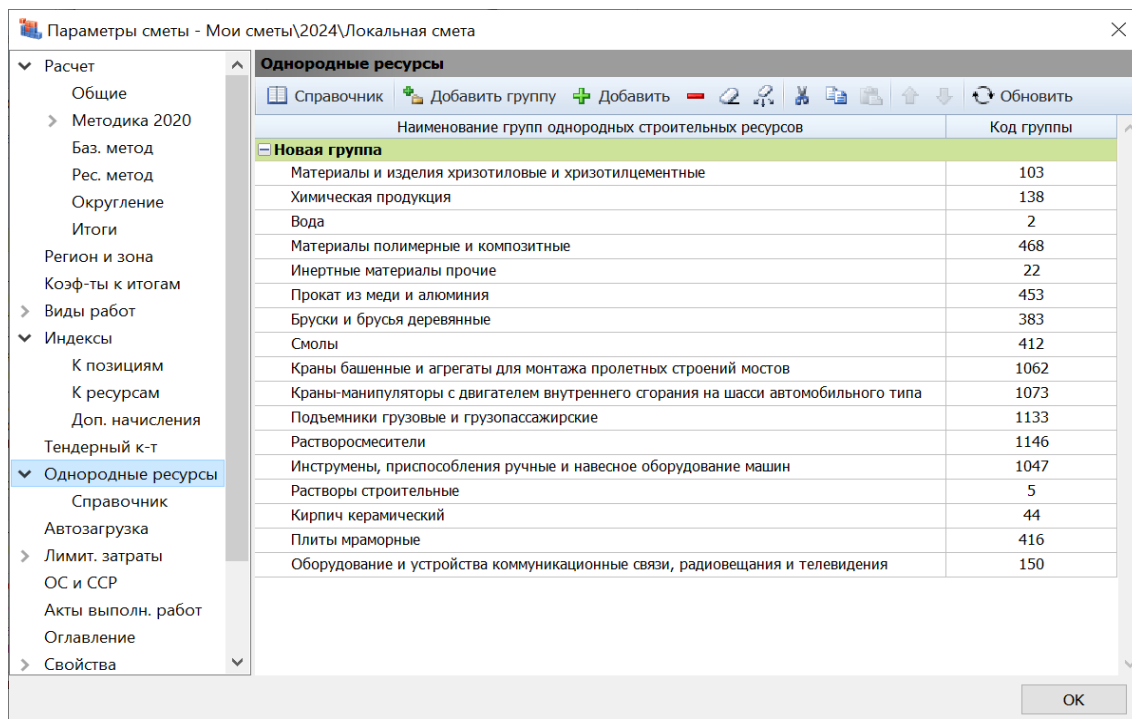 Параметры сметы - Мои сметы\2024\Локальная смета
Расчет
Общие
Методика 2020
Баз. метод
Рес. метод
Округление
Итоги
Регион и зона
Коэф-ты к итогам
Виды работ
Индексы
К позициям
К ресурсам
Доп. начисления
Тендерный к-т
Однородные ресурсы
Справочник
Автозагрузка
Лимит. затраты
ОС и ССР
Акты выполн. работ
Оглавление
Свойства
Однородные ресурсы
Справочник Добавить группу Добавить Обновить
Наименование групп однородных строительных ресурсов Код группы
Новая группа
Материалы и изделия хризотиловые и хризотилцементные 103
Химическая продукция 138
Вода 2
Материалы полимерные и композитные 468
Инертные материалы прочие 22
Прокат из меди и алюминия 453
Бруски и брусья деревянные 383
Смолы 412
Краны башенные и агрегаты для монтажа пролетных строений мостов 1062
Краны-манипуляторы с двигателем внутреннего сгорания на шасси автомобильного типа 1073
Подъемники грузовые и грузопассажирские 1133
Растворосмесители 1146
Инструмены, приспособления ручные и навесное оборудование машин 1047
Растворы строительные 5
Кирпич керамический 44
Плиты мраморные 416
Оборудование и устройства коммуникационные связи, радиовещания и телевидения 150
OK